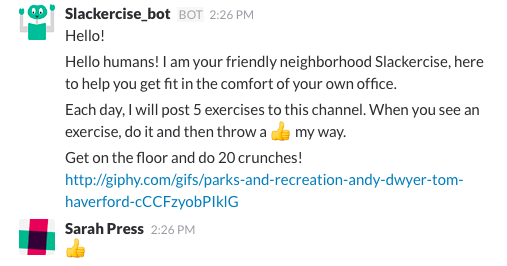 Slackercise_bot BOT 2:26 PM
Hello!
Hello humans! I am your friendly neighborhood Slackercise, here
to help you get fit in the comfort of your own office.
Each day, I will post 5 exercises to this channel. When you see an
exercise, do it and then throw a 👍 my way.
Get on the floor and do 20 crunches!
http://giphy.com/gifs/parks-and-recreation-andy-dwyer-tom-
haverford-cCCFzyobPIklG
Sarah Press 2:26 PM
👍